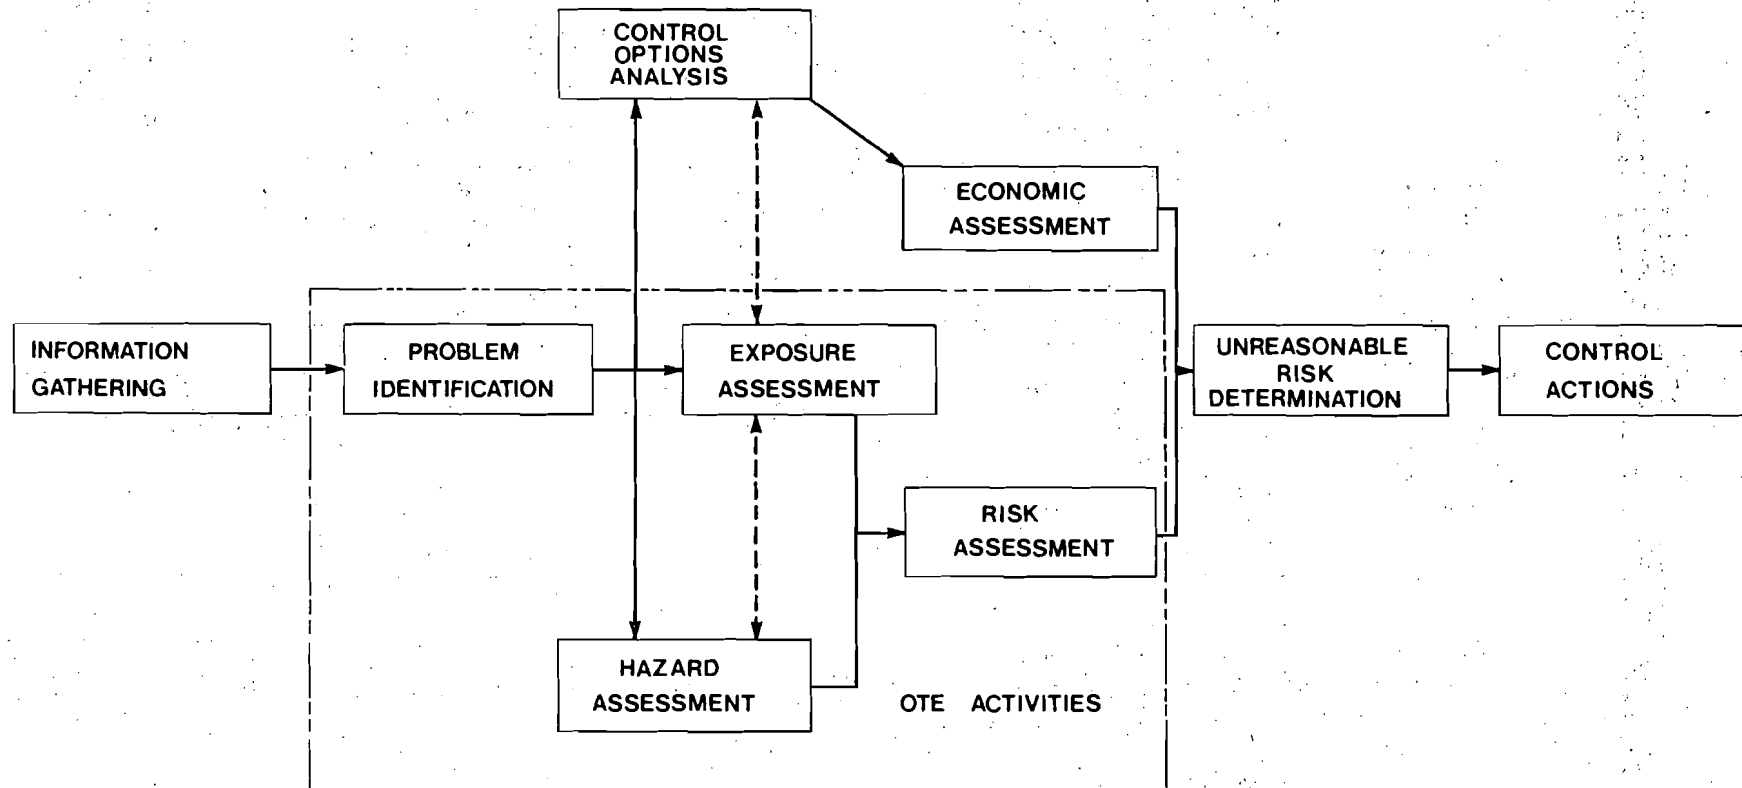 CONTROL
OPTIONS
ANALYSIS
ECONOMIC
ASSESSMENT
INFORMATION
GATHERING
PROBLEM
IDENTIFICATION
EXPOSURE
ASSESSMENT
UNREASONABLE
RISK
DETERMINATION
CONTROL
ACTIONS
RISK
ASSESSMENT
HAZARD
ASSESSMENT
OTE ACTIVITIES